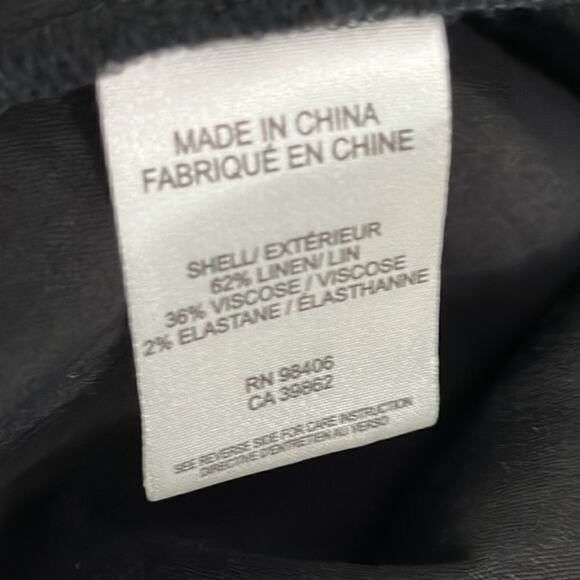 MADE IN CHINA
FABRIQUÉ EN CHINE
SHELL/ EXTÉRIEUR
62% LINEN/ LIN
36% VISCOSE / VISCOSE
2% ELASTANE / ÉLASTHANNE
RN 98406
CA 39862
SEE REVERSE SIDE FOR CARE INSTRUCTION
DIRECTIVE D'ENTRETIEN AU VERSO